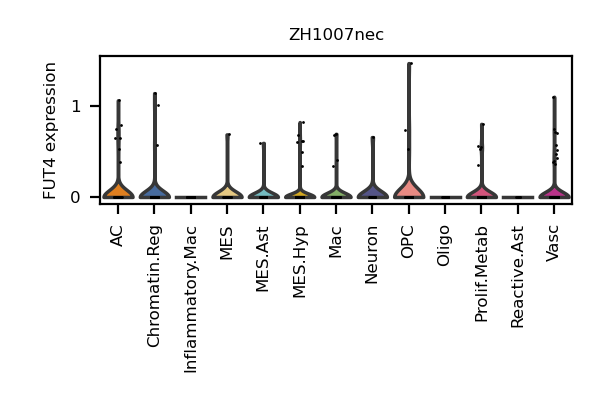 ZH1007nec
FUT4 expression
1
0
AC
Chromatin.Reg
Inflammatory.Mac
MES
MES.Ast
MES.Hyp
Mac
Neuron
OPC
Oligo
Prolif.Metab
Reactive.Ast
Vasc